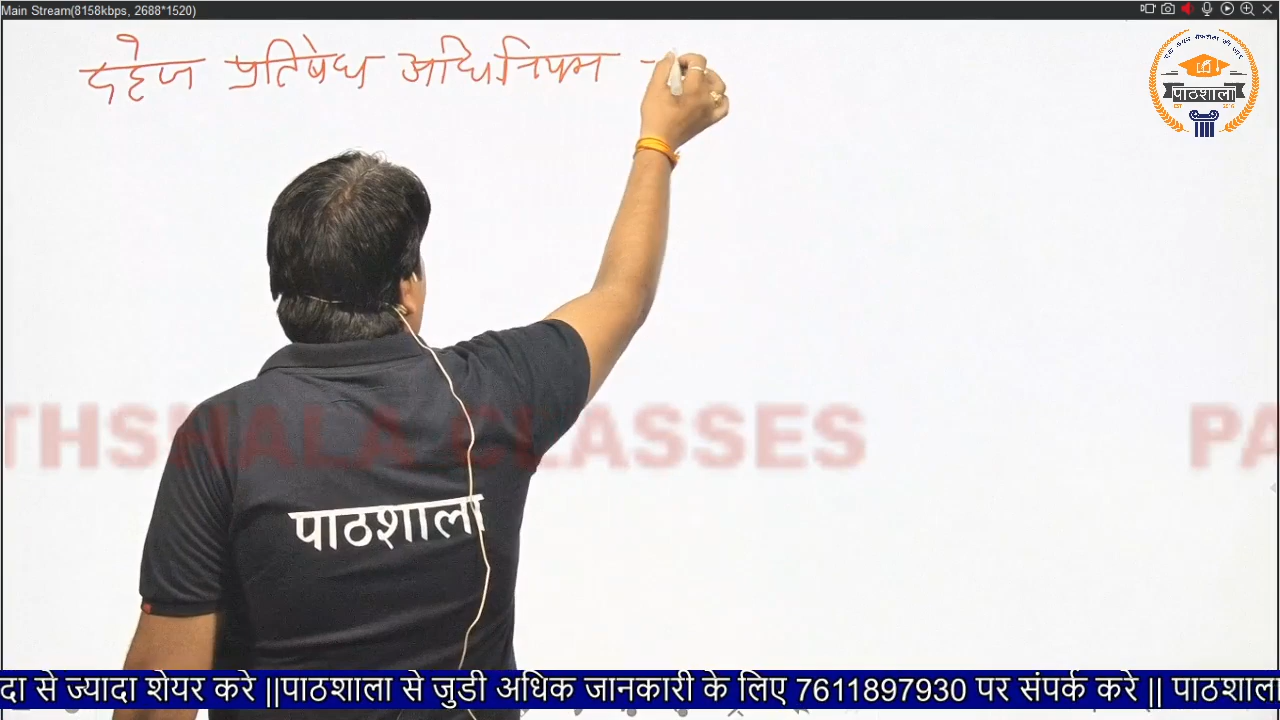 Main Stream(8158kbps, 2688*1520)
दहेज प्रतिषेध अधिनियम -
पाठशाला
THSHALA CLASSES
PA
पाठशाला
दा से ज्यादा शेयर करे ||पाठशाला से जुडी अधिक जानकारी के लिए 7611897930 पर संपर्क करे || पाठशाला